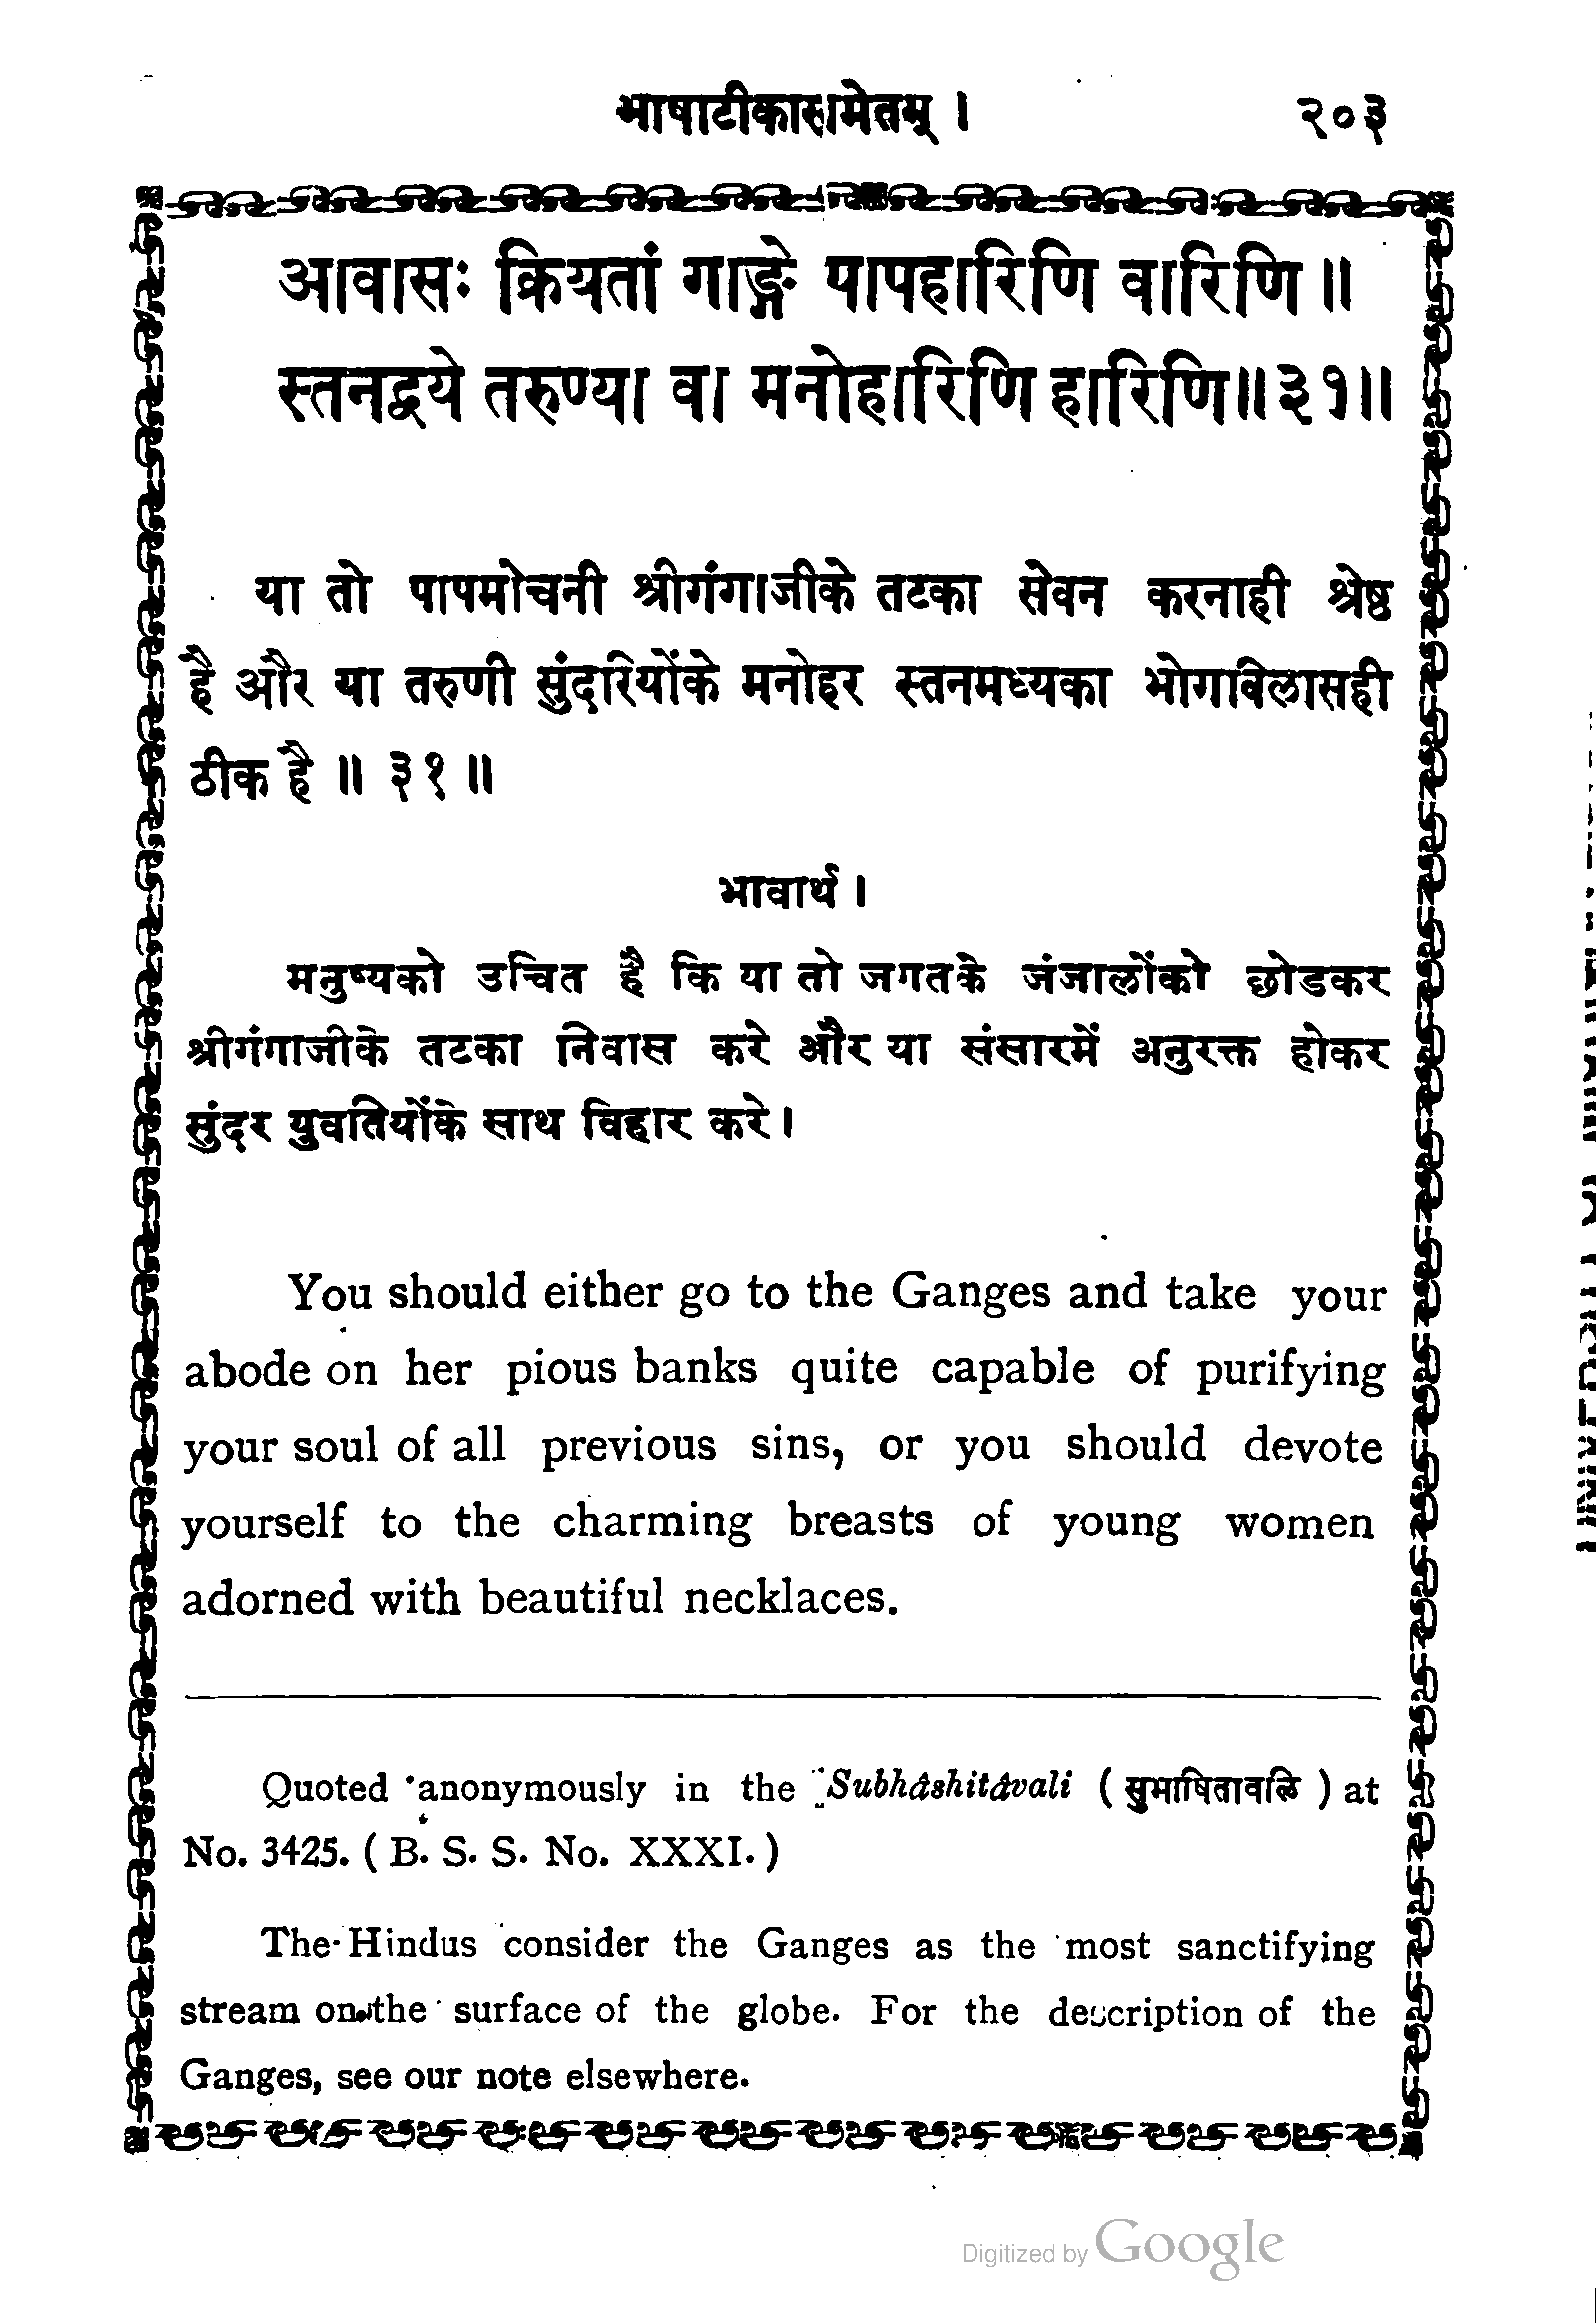 भाषाटीकासमेतम् । २०३
आवासः क्रियतां गाङ्गे पापहारिणि वारिणि ॥
स्तनद्वये तरुण्या वा मनोहारिणि हारिणि॥३१॥
या तो पापमोचनी श्रीगंगाजीके तटका सेवन करनाही श्रेष्ठ
है और या तरुणी सुंदरियोंके मनोहर स्तनमध्यका भोगविलासही
ठीक है ॥ ३१ ॥
भावार्थ ।
मनुष्यको उचित है कि या तो जगतके जंजालोंको छोडकर
श्रीगंगाजीके तटका निवास करे और या संसारमें अनुरक्त होकर
सुंदर युवतियोंके साथ विहार करे ।
You should either go to the Ganges and take your
abode on her pious banks quite capable of purifying
your soul of all previous sins, or you should devote
yourself to the charming breasts of young women
adorned with beautiful necklaces.
Quoted anonymously in the Subhâshitâvali ( सुभाषितावलि ) at
No. 3425. ( B. S. S. No. XXXI. )
The Hindus consider the Ganges as the most sanctifying
stream on the surface of the globe. For the description of the
Ganges, see our note elsewhere.
Digitized by Google